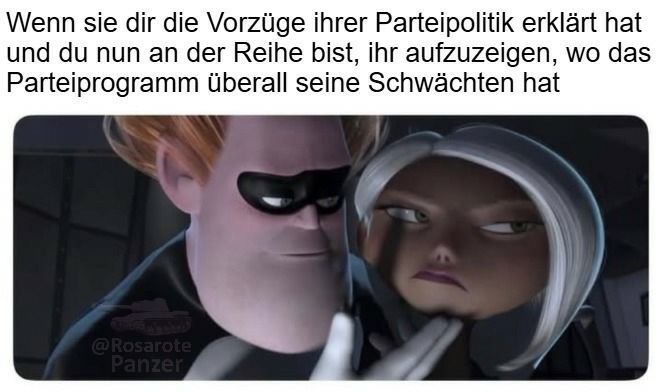 Wenn sie dir die Vorzüge ihrer Parteipolitik erklärt hat
und du nun an der Reihe bist, ihr aufzuzeigen, wo das
Parteiprogramm überall seine Schwächten hat
@Rosarote
Panzer